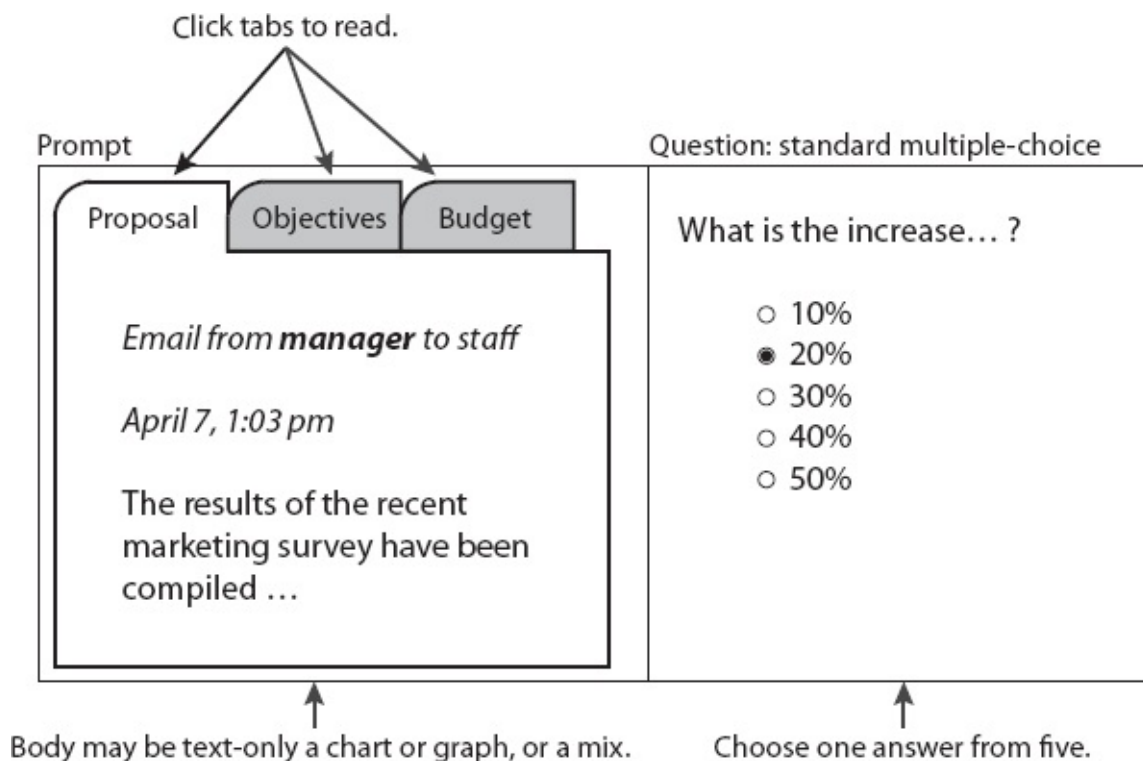 Click tabs to read.
Prompt
Question: standard multiple-choice
Proposal
Objectives
Budget
Email from manager to staff
April 7, 1:03 pm
The results of the recent
marketing survey have been
compiled …
What is the increase… ?
10%
20%
30%
40%
50%
Body may be text-only a chart or graph, or a mix.
Choose one answer from five.